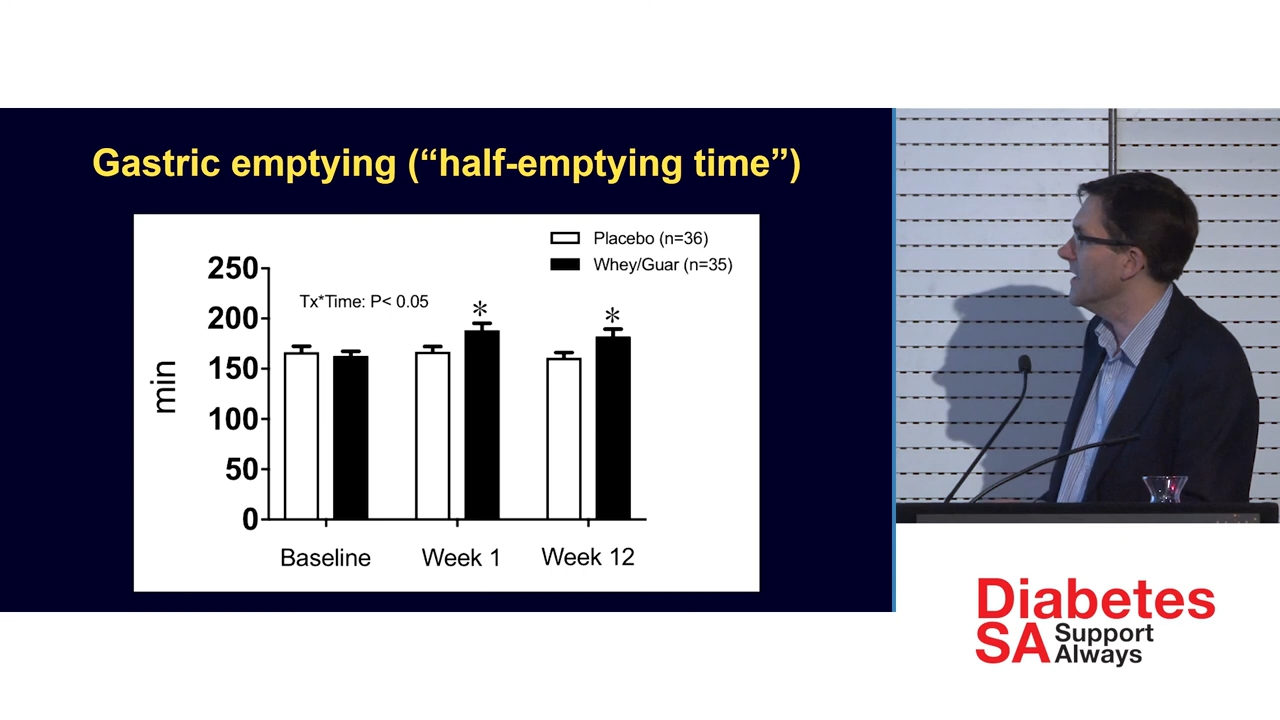 Gastric emptying (“half-emptying time”)
Placebo (n=36)
Whey/Guar (n=35)
Tx*Time: P< 0.05
250
200
150
100
50
0
min
*
*
Baseline
Week 1
Week 12
Diabetes
SA Support
Always